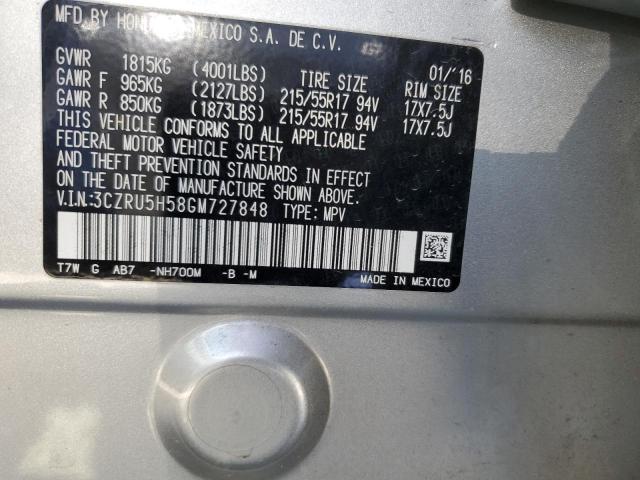 MFD.BY HON MEXICO S.A. DE C.V.
01/'16
GVWR 1815KG (4001LBS) TIRE SIZE RIM SIZE
GAWR F 965KG (2127LBS) 215/55R17 94V 17X7.5J
GAWR R 850KG (1873LBS) 215/55R17 94V 17X7.5J
THIS VEHICLE CONFORMS TO ALL APPLICABLE
FEDERAL MOTOR VEHICLE SAFETY
AND THEFT PREVENTION STANDARDS IN EFFECT
ON THE DATE OF MANUFACTURE SHOWN ABOVE.
V.I.N:3CZRU5H58GM727848 TYPE: MPV
T7W G AB7 -NH700M -B -M
MADE IN MEXICO